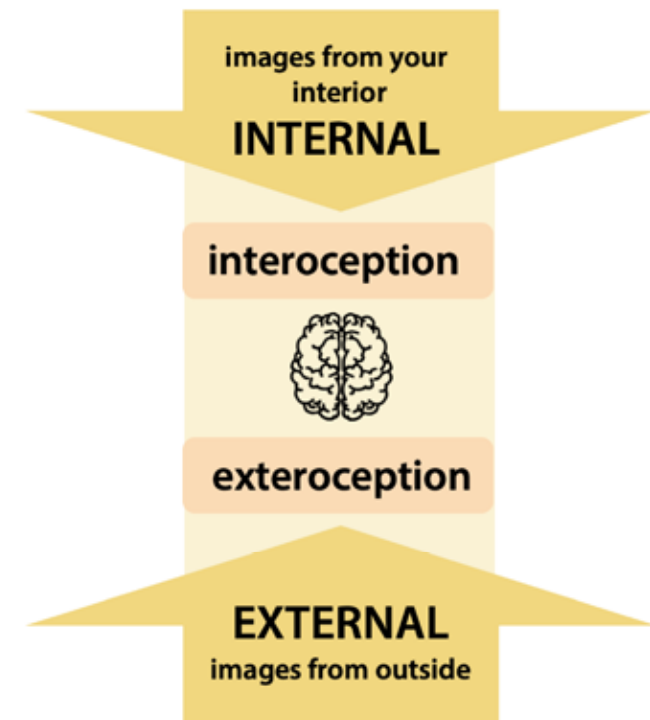 images from your
interior
INTERNAL
interoception
exteroception
EXTERNAL
images from outside